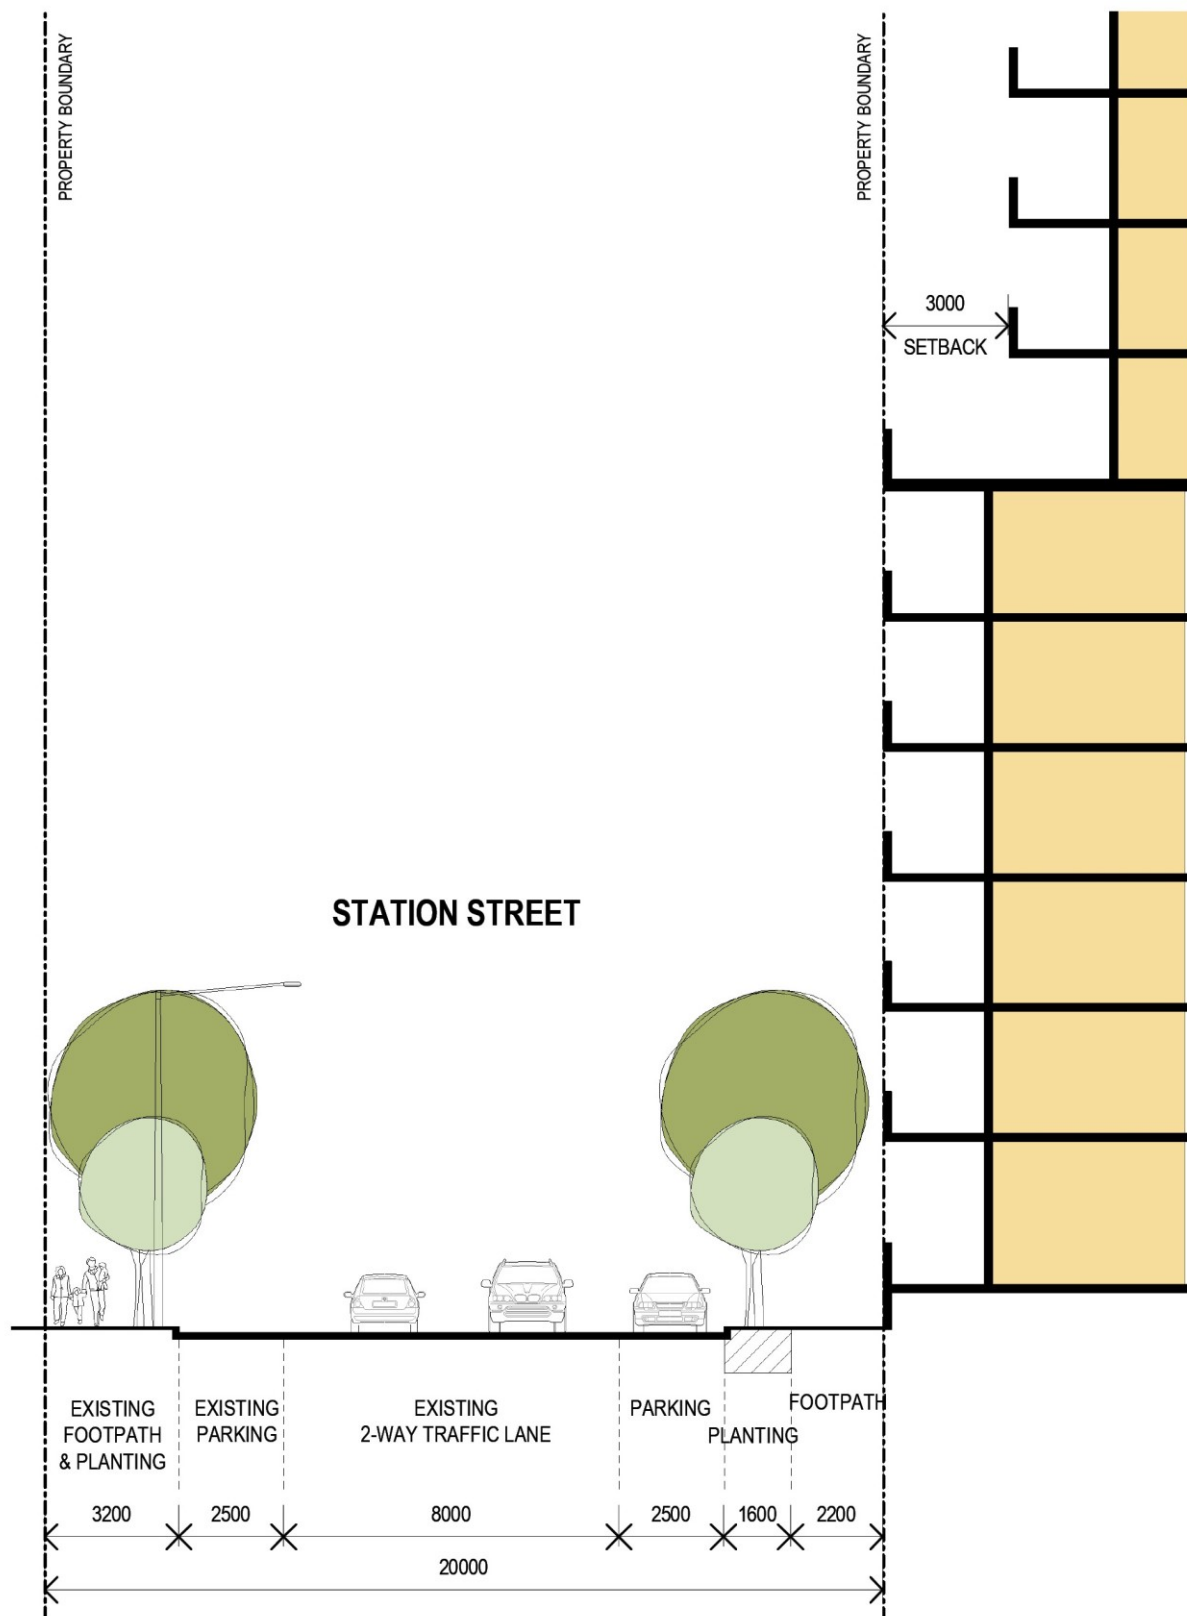 PROPERTY BOUNDARY
PROPERTY BOUNDARY
3000
SETBACK
STATION STREET
EXISTING
FOOTPATH
& PLANTING
EXISTING
PARKING
EXISTING
2-WAY TRAFFIC LANE
PARKING
PLANTING
FOOTPATH
3200
2500
8000
2500
1600
2200
20000